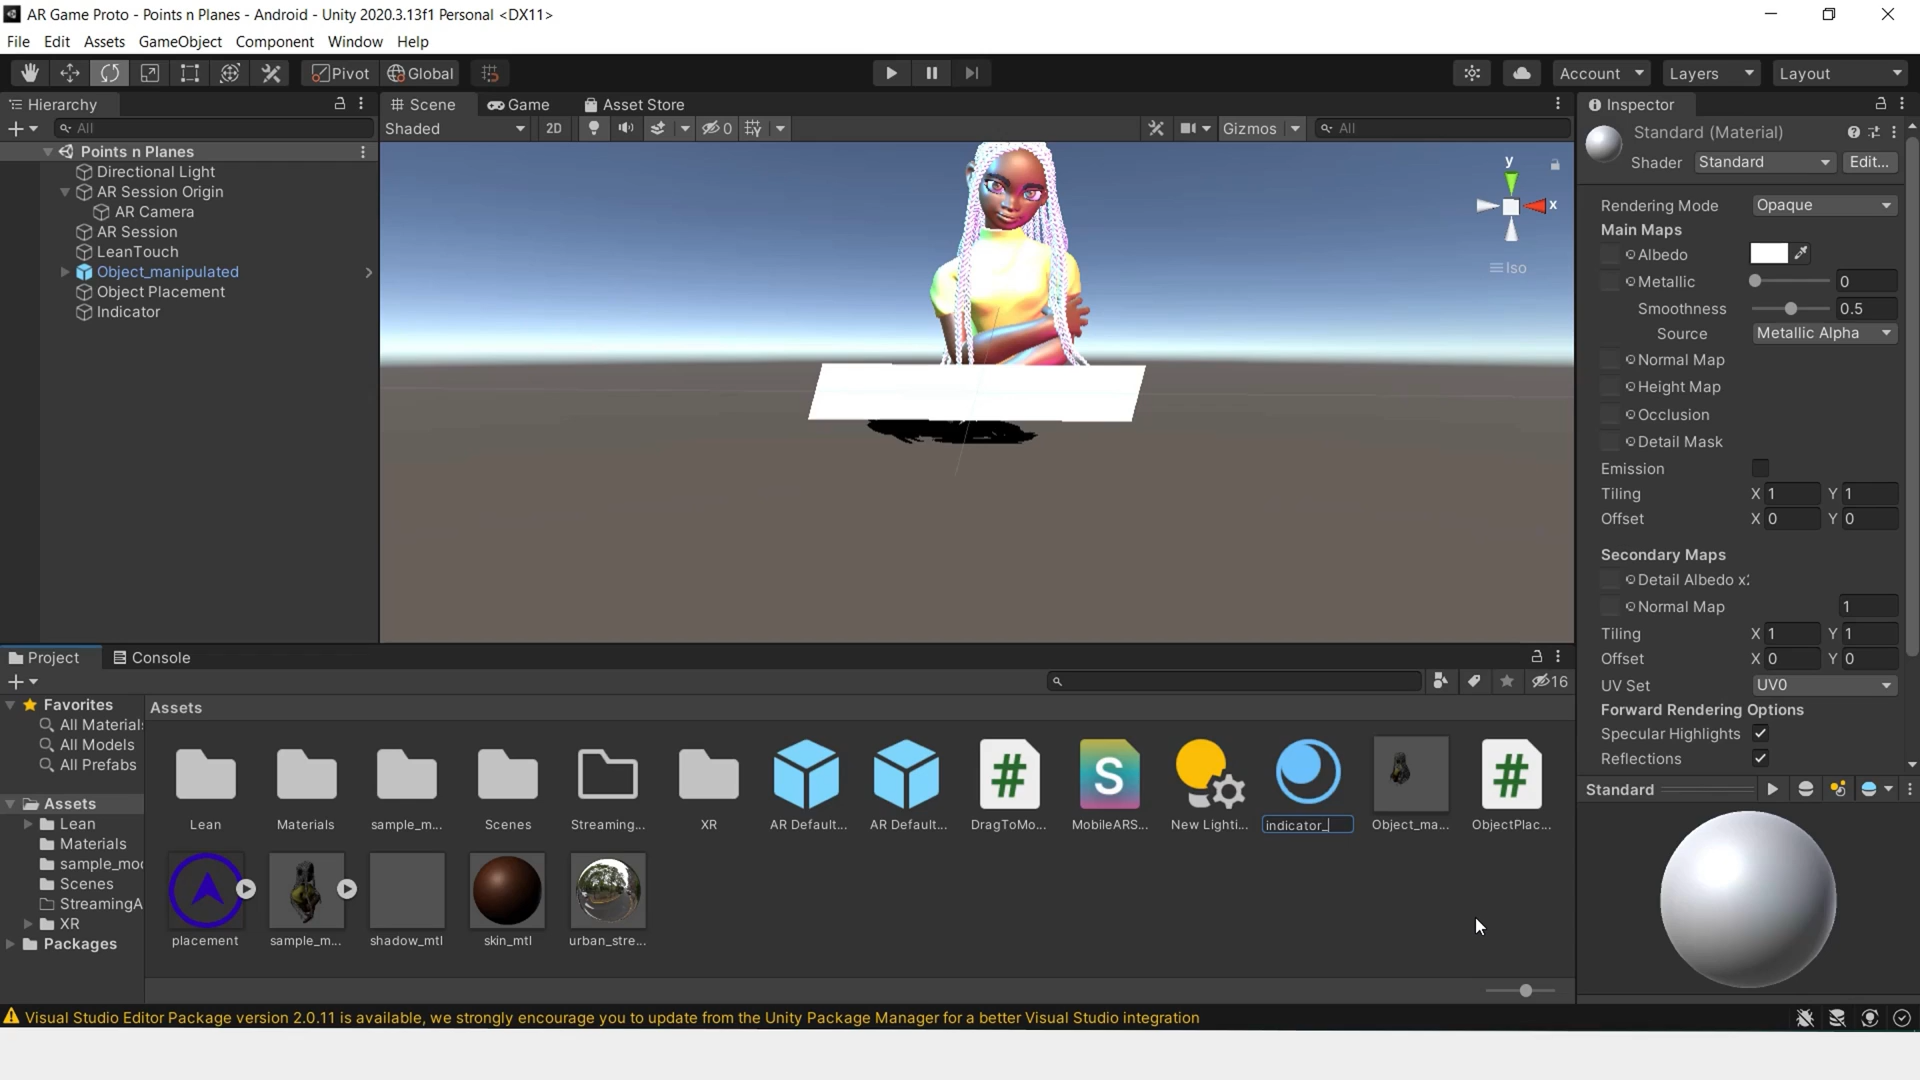 AR Game Proto - Points n Planes - Android - Unity 2020.3.13f1 Personal <DX11>
File Edit Assets GameObject Component Window Help
Pivot Global Account Layers Layout
Hierarchy
All
Points n Planes
Directional Light
AR Session Origin
AR Camera
AR Session
LeanTouch
Object_manipulated
Object Placement
Indicator
Scene Game Asset Store
Shaded 2D 0 Gizmos All
y
x
Iso
Inspector
Standard (Material)
Shader Standard Edit...
Rendering Mode Opaque
Main Maps
Albedo
Metallic 0
Smoothness 0.5
Source Metallic Alpha
Normal Map
Height Map
Occlusion
Detail Mask
Emission
Tiling X 1 Y 1
Offset X 0 Y 0
Secondary Maps
Detail Albedo x
Normal Map 1
Tiling X 1 Y 1
Offset X 0 Y 0
UV Set UV0
Forward Rendering Options
Specular Highlights
Reflections
Standard
Project Console
16
Favorites
All Materials
All Models
All Prefabs
Assets
Lean
Materials
sample_mod
Scenes
StreamingA
XR
Packages
Assets
Lean Materials sample_m... Scenes Streaming... XR AR Default... AR Default... DragToMo... MobileARS... New Lighti... indicator_ Object_ma... ObjectPlac...
placement sample_m... shadow_mtl skin_mtl urban_stre...
Visual Studio Editor Package version 2.0.11 is available, we strongly encourage you to update from the Unity Package Manager for a better Visual Studio integration